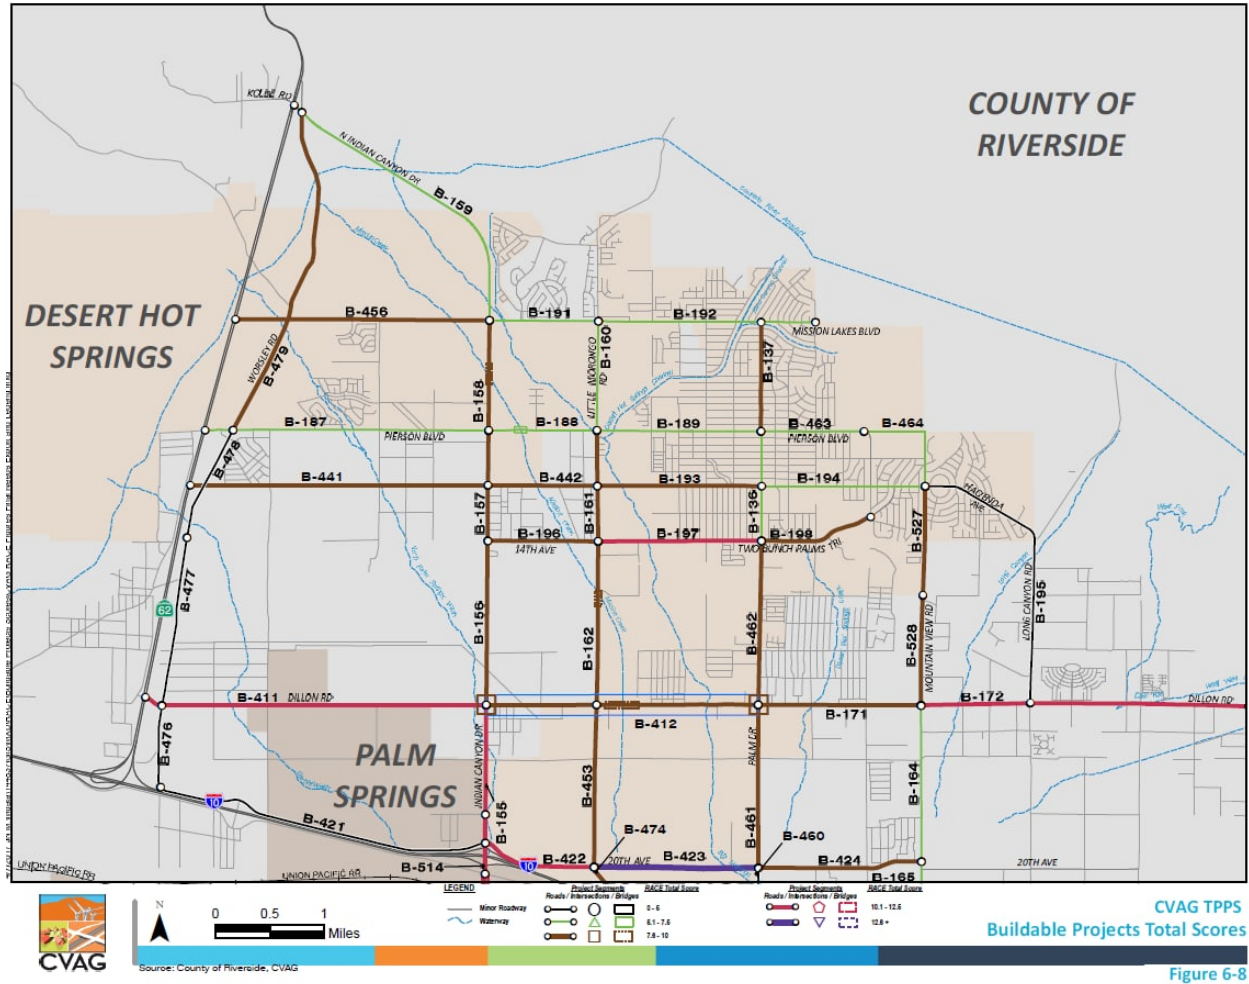 KOLBE RD
COUNTY OF
RIVERSIDE
N INDIAN CANYON DR
B-159
DESERT HOT
SPRINGS
B-456
B-191
B-192
MISSION LAKES BLVD
WORSLEY RD
B-479
B-158
LITTLE MORONGO
RD
B-160
B-137
B-187
PIERSON BLVD
B-188
B-189
B-463
PIERSON BLVD
B-464
B-478
B-441
B-442
B-193
B-194
HACIENDA
AVE
B-157
B-161
B-136
B-527
B-196
14TH AVE
B-197
B-198
TWO BUNCH PALMS TRL
B-477
62
B-156
B-162
B-462
B-528
MOUNTAIN VIEW RD
LONG CANYON RD
B-195
B-411
DILLON RD
B-412
B-171
B-172
DILLON RD
B-476
PALM
SPRINGS
INDIAN CANYON DR
B-155
B-453
PALM DR
B-461
B-164
10
B-421
B-474
B-460
B-514
10
B-422
20TH AVE
B-423
B-424
B-165
20TH AVE
UNION PACIFIC RR
UNION PACIFIC RR
LEGEND
Minor Roadway
Waterway
Project Segments
Roads / Intersections / Bridges
RACE Total Score
0 - 5
5.1 - 7.5
7.6 - 10
Project Segments
Roads / Intersections / Bridges
RACE Total Score
10.1 - 12.5
12.6 +
N
0 0.5 1
Miles
CVAG
Source: County of Riverside, CVAG
CVAG TPPS
Buildable Projects Total Scores
Figure 6-8